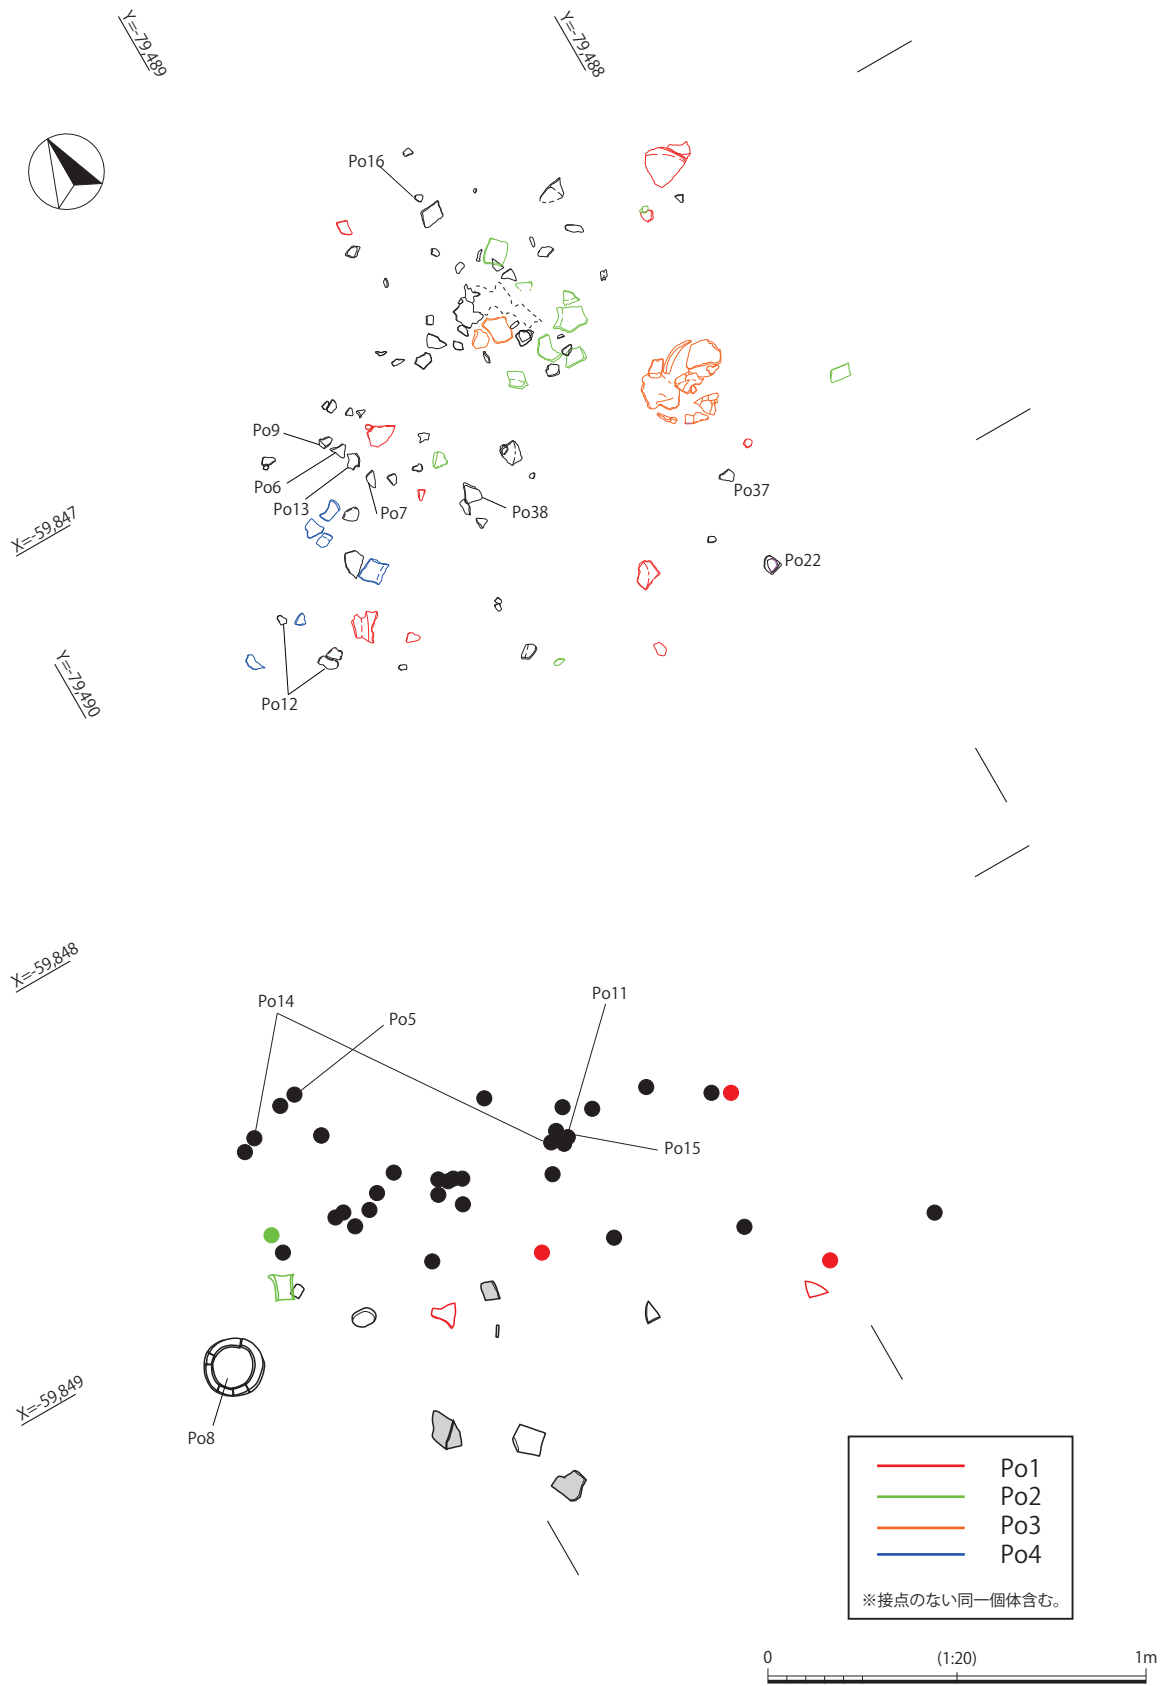 Y=-79,489
Y=-79,488
Po16
Po9
Po6
Po13
Po7
Po38
Po37
Po22
X=-59,847
Po12
Y=-79,490
X=-59,848
Po14
Po5
Po11
Po15
X=-59,849
Po8
Po1
Po2
Po3
Po4
※接点のない同一個体含む。
0 (1:20) 1m